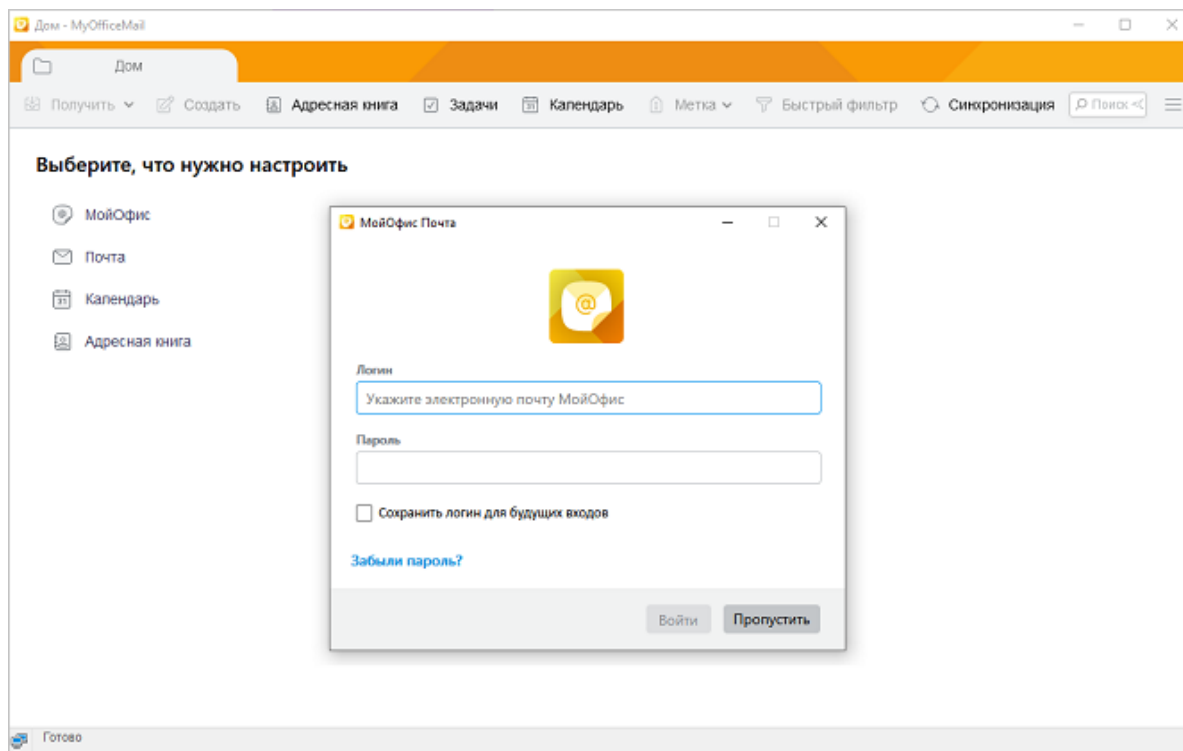 Дом - MyOfficeMail
Дом
Получить Создать Адресная книга Задачи Календарь Метка Быстрый фильтр Синхронизация Поиск
Выберите, что нужно настроить
МойОфис
Почта
Календарь
Адресная книга
МойОфис Почта
@
Логин
Укажите электронную почту МойОфис
Пароль
Сохранить логин для будущих входов
Забыли пароль?
Войти Пропустить
Готово